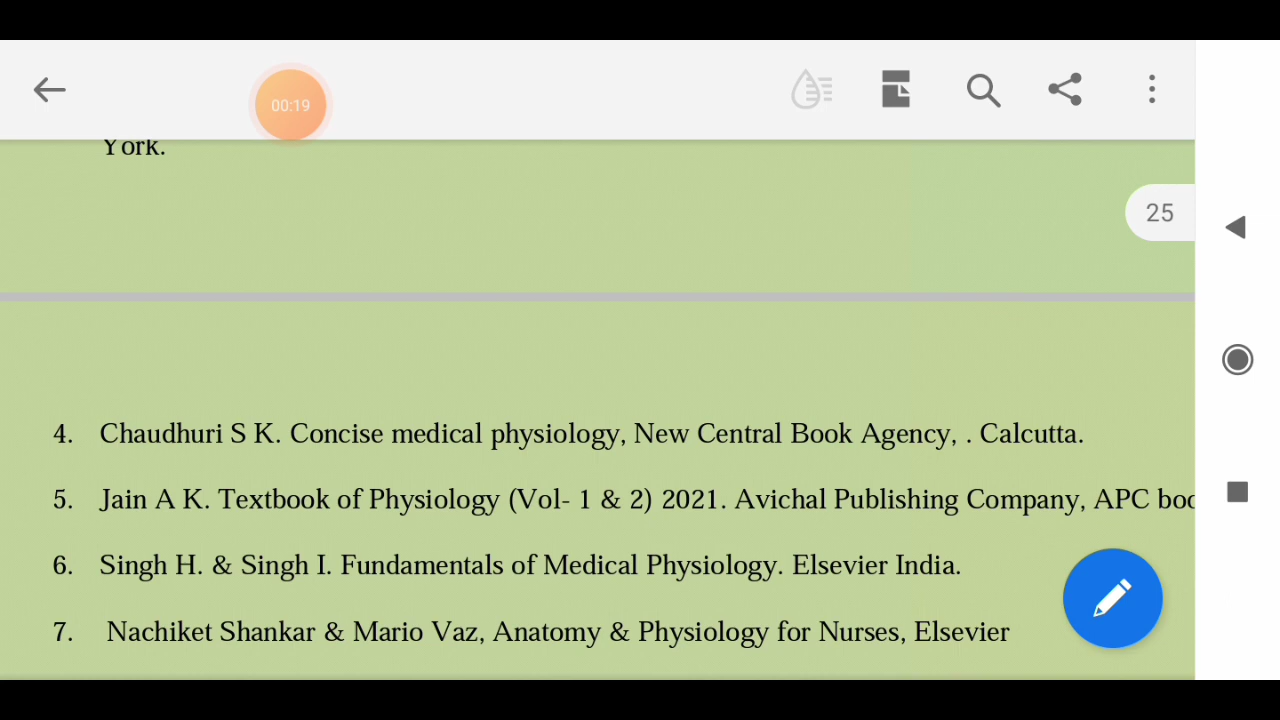 00:19
York.
25
4. Chaudhuri S K. Concise medical physiology, New Central Book Agency, . Calcutta.
5. Jain A K. Textbook of Physiology (Vol- 1 & 2) 2021. Avichal Publishing Company, APC
6. Singh H. & Singh I. Fundamentals of Medical Physiology. Elsevier India.
7. Nachiket Shankar & Mario Vaz, Anatomy & Physiology for Nurses, Elsevier